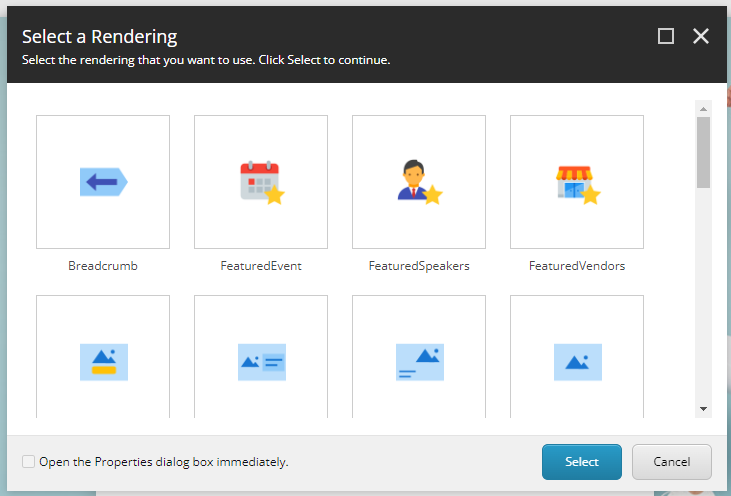 Select a Rendering
Select the rendering that you want to use. Click Select to continue.
Breadcrumb
FeaturedEvent
FeaturedSpeakers
FeaturedVendors
Open the Properties dialog box immediately.
Select
Cancel